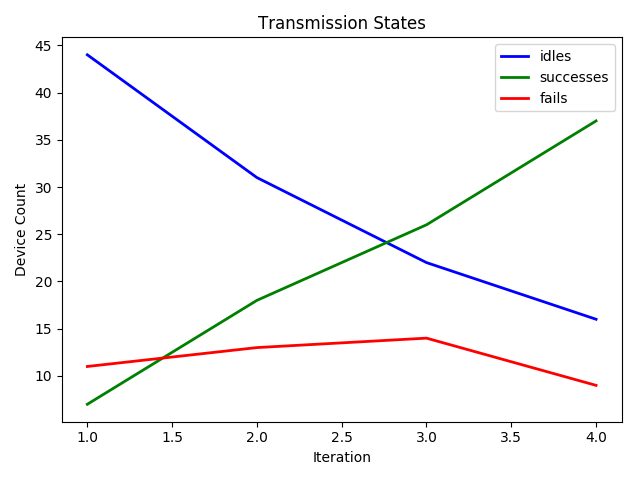 Transmission States
idles
successes
fails
Device Count
45
40
35
30
25
20
15
10
1.0 1.5 2.0 2.5 3.0 3.5 4.0
Iteration